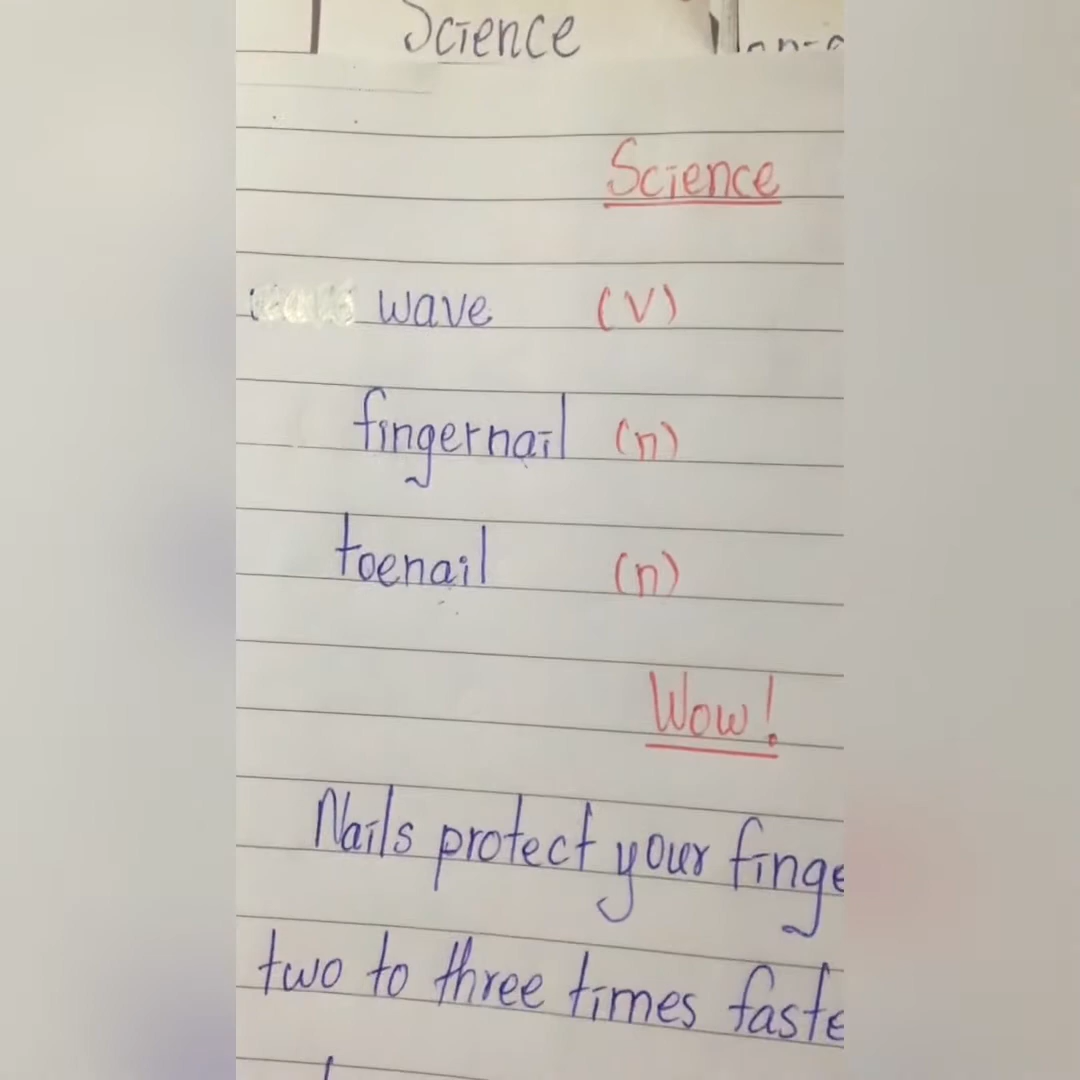 Science
Science
wave (v)
fingernail (n)
toenail (n)
Wow!
Nails protect your finge
two to three times faste